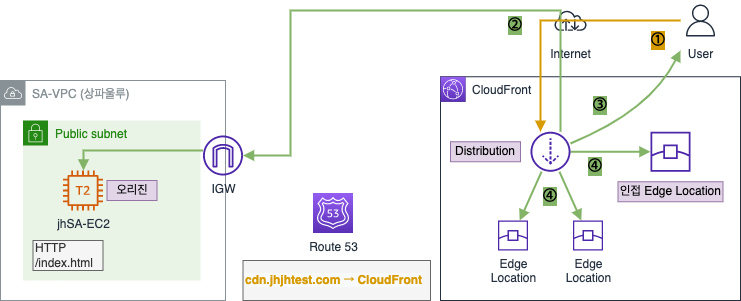 ②
①
Internet
User
SA-VPC (상파울루)
CloudFront
Public subnet
③
Distribution
④
IGW
T2
오리진
인접 Edge Location
④
jhSA-EC2
53
HTTP
/index.html
Route 53
Edge
Location
Edge
Location
cdn.jhjhtest.com → CloudFront